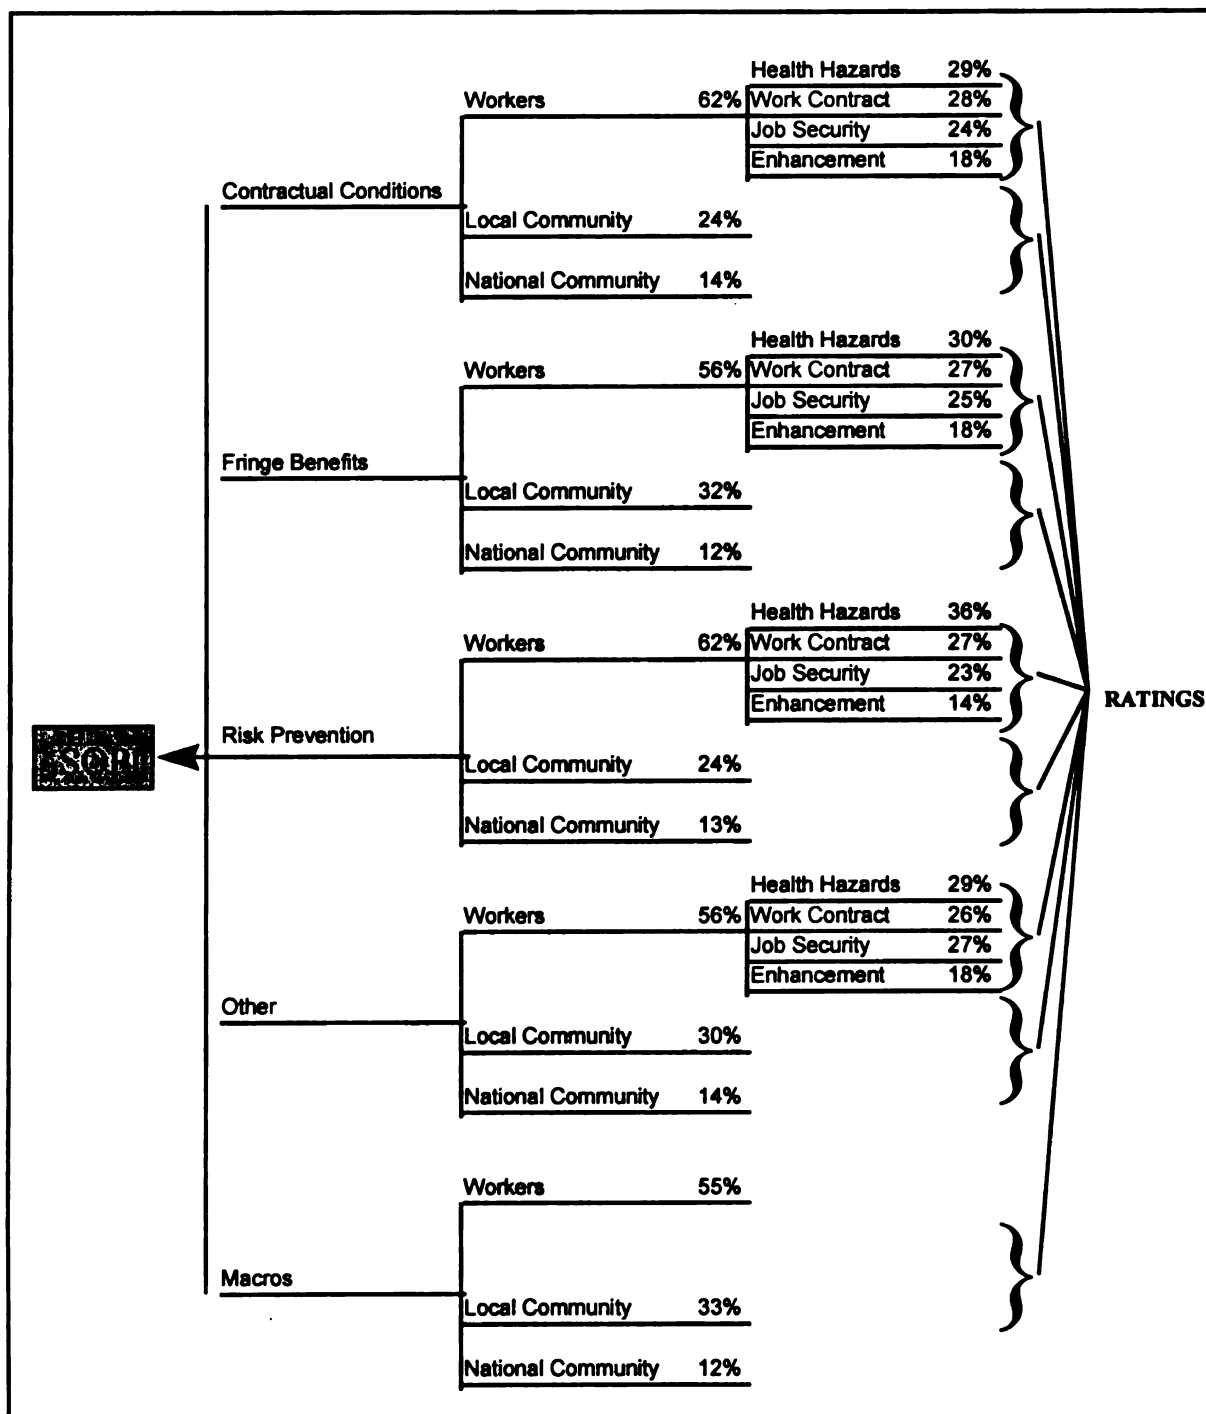 Health Hazards 29%
Workers 62% Work Contract 28%
Job Security 24%
Enhancement 18%
Contractual Conditions
Local Community 24%
National Community 14%
Health Hazards 30%
Workers 56% Work Contract 27%
Job Security 25%
Enhancement 18%
Fringe Benefits
Local Community 32%
National Community 12%
Health Hazards 36%
Workers 62% Work Contract 27%
Job Security 23%
Enhancement 14%
RATINGS
Risk Prevention
Local Community 24%
National Community 13%
Health Hazards 29%
Workers 56% Work Contract 26%
Job Security 27%
Enhancement 18%
Other
Local Community 30%
National Community 14%
Workers 55%
Macros
Local Community 33%
National Community 12%